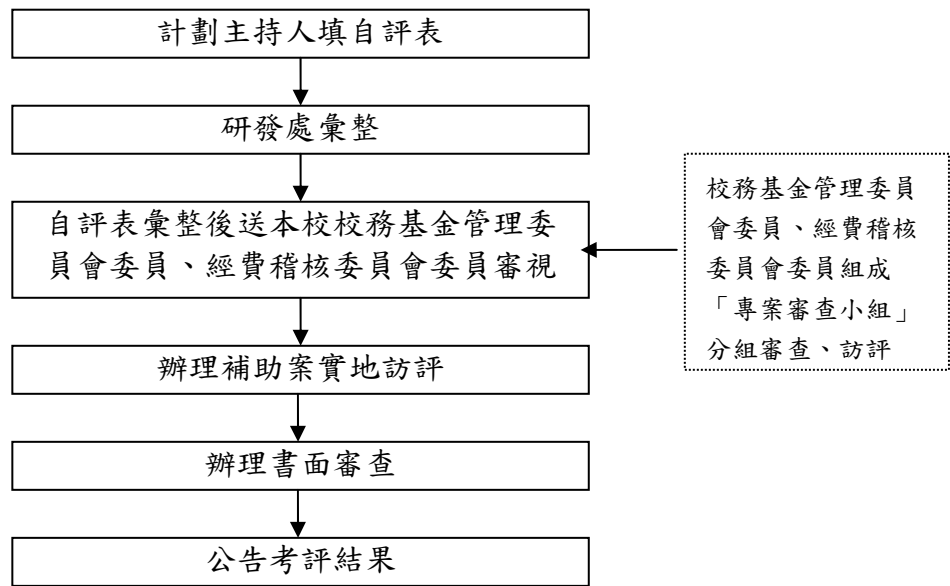 計劃主持人填自評表
研發處彙整
自評表彙整後送本校校務基金管理委
員會委員、經費稽核委員會委員審視
校務基金管理委員
會委員、經費稽核
委員會委員組成
「專案審查小組」
分組審查、訪評
辦理補助案實地訪評
辦理書面審查
公告考評結果